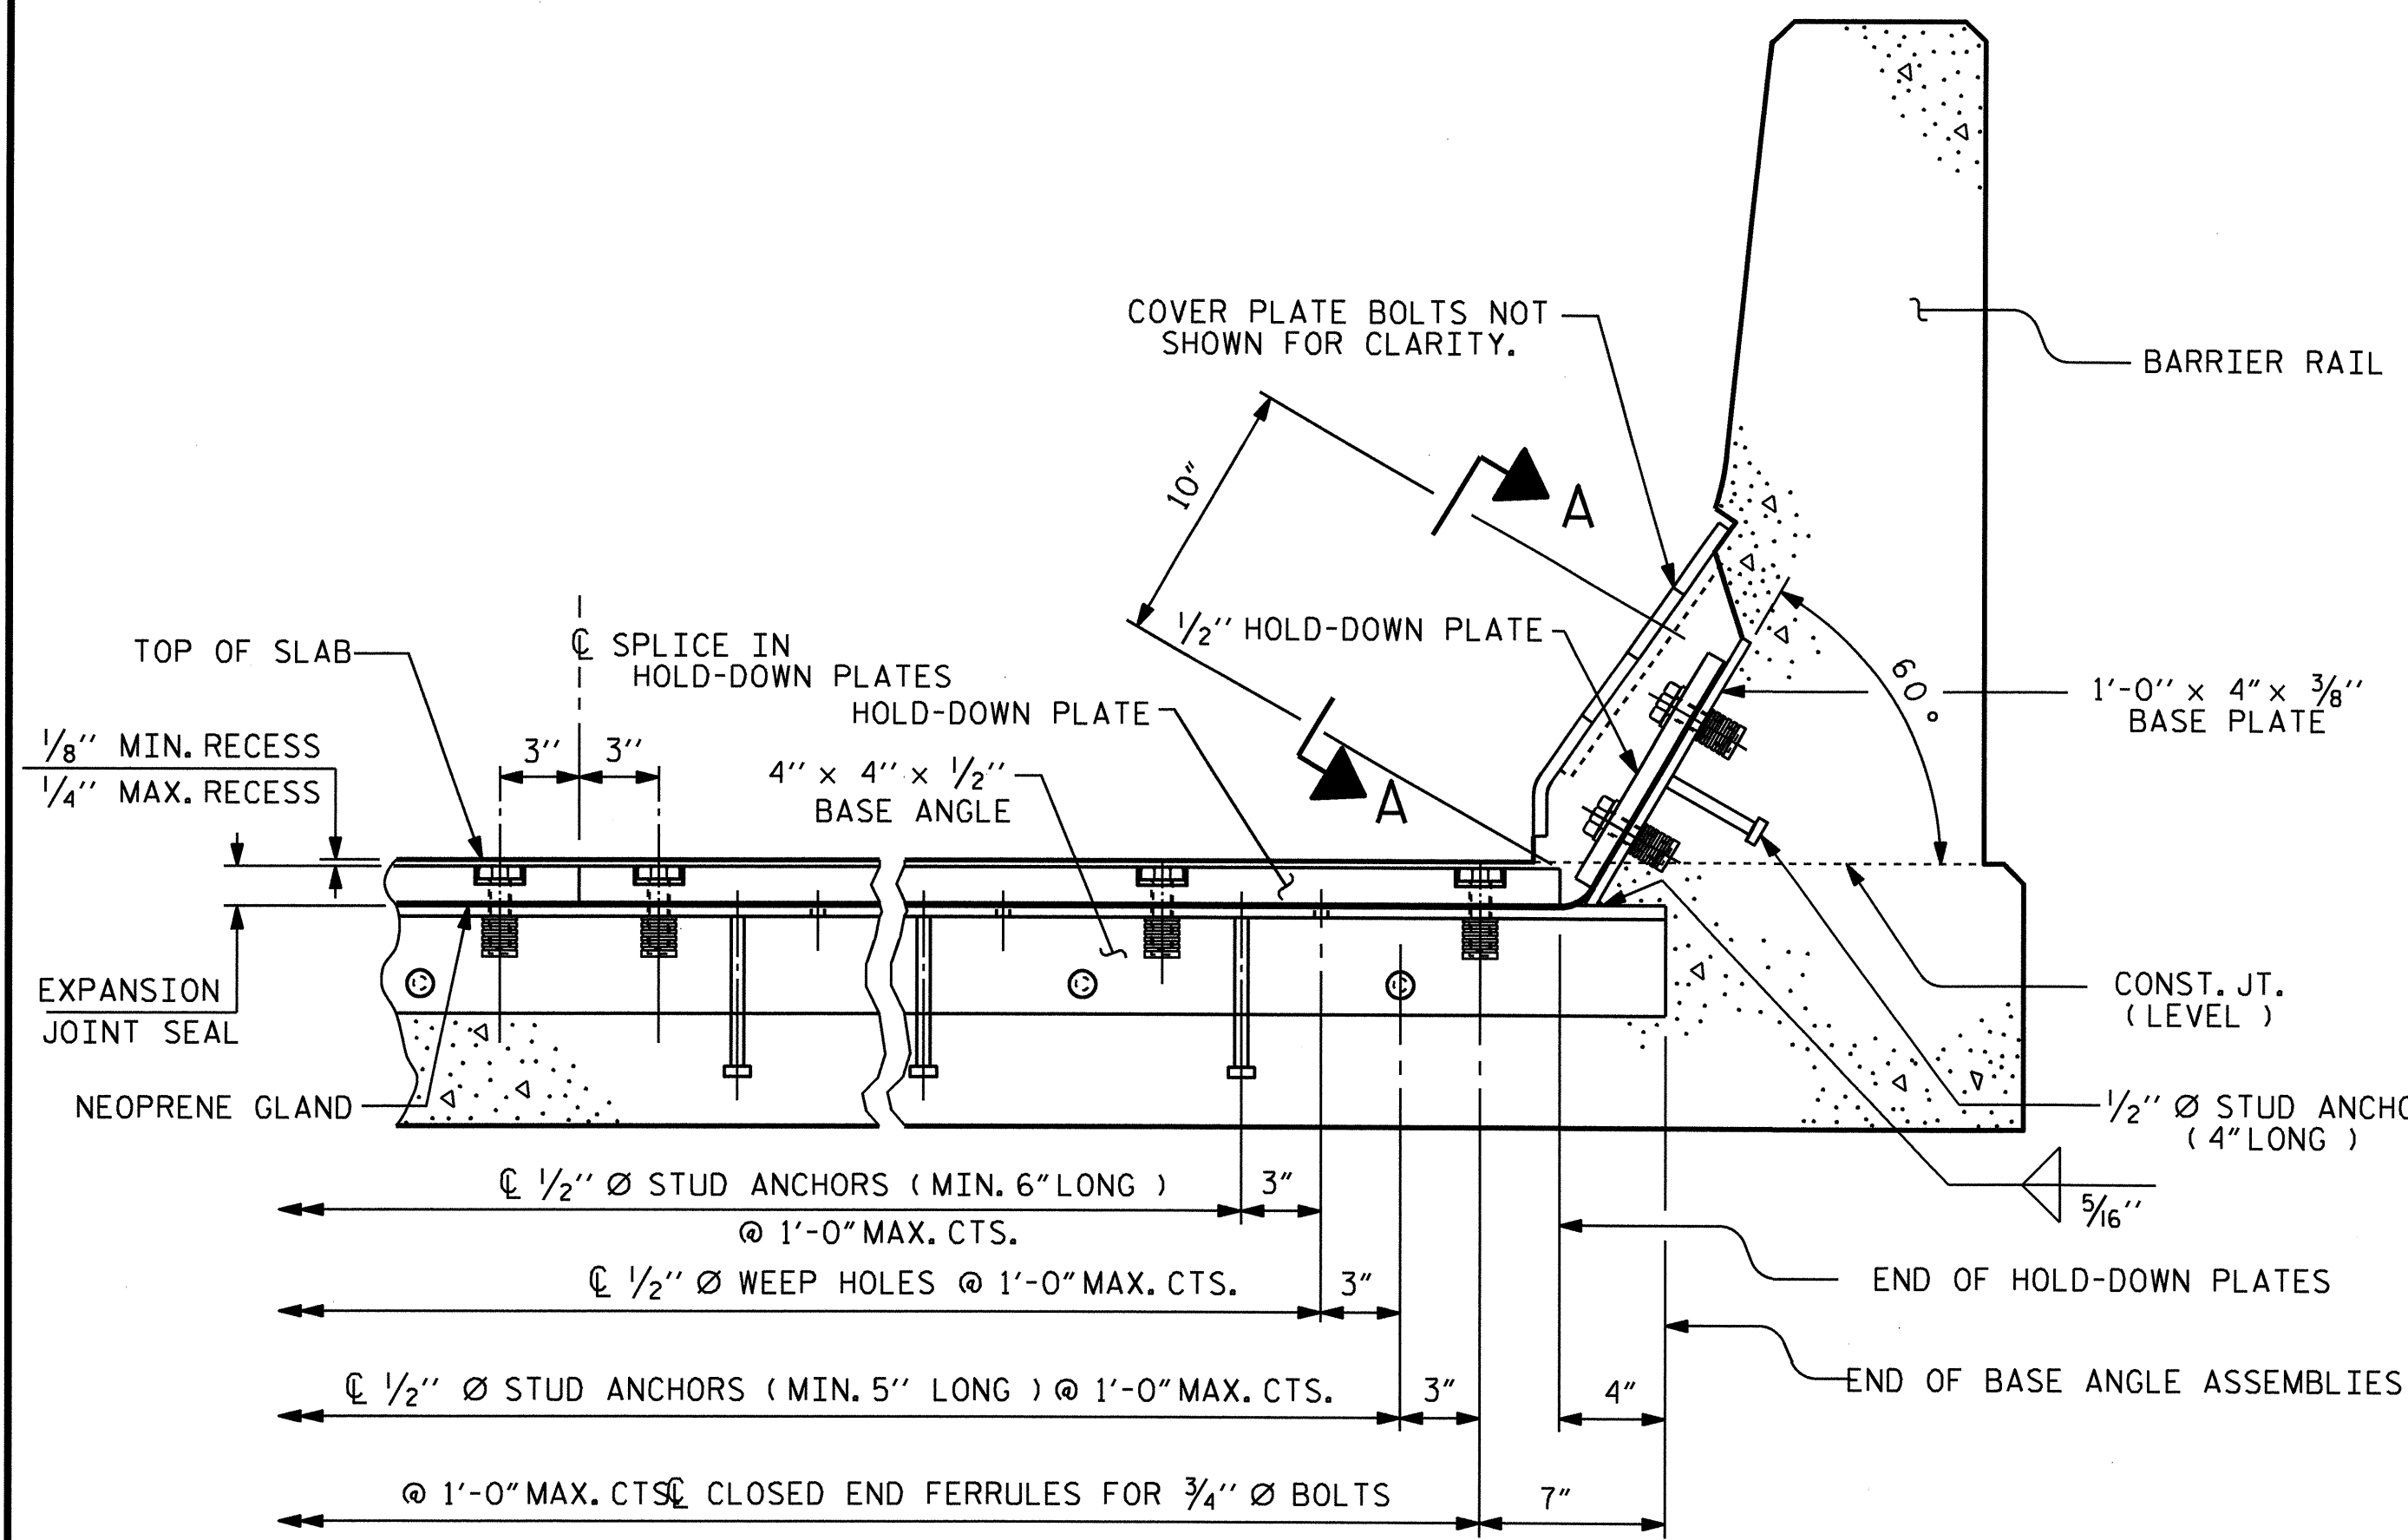 COVER PLATE BOLTS NOT
SHOWN FOR CLARITY.
BARRIER RAIL
10"
A
1/2" HOLD-DOWN PLATE
TOP OF SLAB
℄ SPLICE IN
HOLD-DOWN PLATES
HOLD-DOWN PLATE
60°
1'-0" x 4" x 3/8"
BASE PLATE
1/8" MIN. RECESS
1/4" MAX. RECESS
3" 3"
4" x 4" x 1/2"
BASE ANGLE
A
EXPANSION
JOINT SEAL
CONST. JT.
( LEVEL )
NEOPRENE GLAND
1/2" Ø STUD ANCHO
( 4" LONG )
℄ 1/2" Ø STUD ANCHORS ( MIN. 6" LONG ) 3"
@ 1'-0" MAX. CTS.
5/16"
℄ 1/2" Ø WEEP HOLES @ 1'-0" MAX. CTS. 3"
END OF HOLD-DOWN PLATES
℄ 1/2" Ø STUD ANCHORS ( MIN. 5" LONG ) @ 1'-0" MAX. CTS. 3" 4"
END OF BASE ANGLE ASSEMBLIES
@ 1'-0" MAX. CTS ℄ CLOSED END FERRULES FOR 3/4" Ø BOLTS 7"